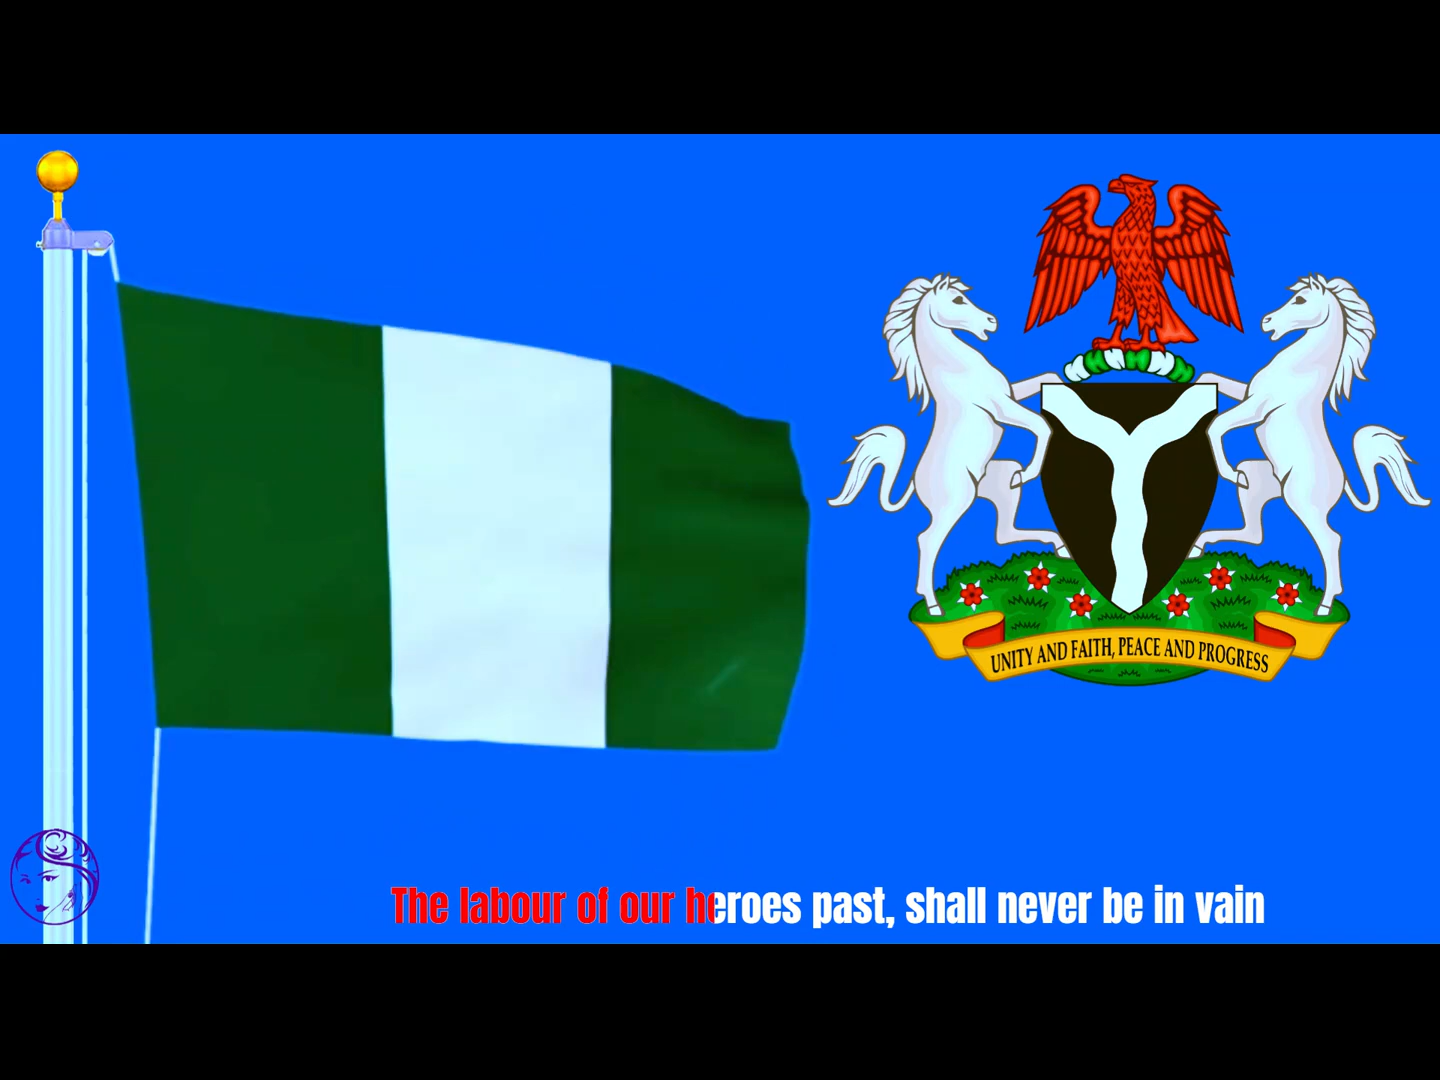 UNITY AND FAITH, PEACE AND PROGRESS
The labour of our heroes past, shall never be in vain